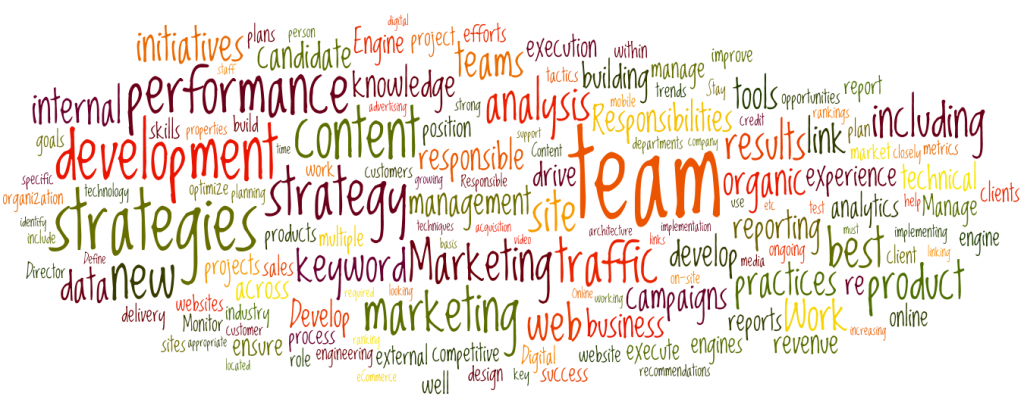 digital
initiatives plans person candidate Engine project efforts execution within improve
staff teams tactics building manage trends Stay tools opportunities report
internal performance knowledge advertising strong analysis mobile Responsibilities credit rankings including
goals skills properties build content position support departments company results link plan
development time customers responsible Content market closely metrics
specific work growing Responsible drive team organic experience technical clients
organization technology optimize planning strategy management site use etc test analytics help Manage
identify strategies techniques acquisition architecture implementation reporting must implementing
include products multiple basis video links develop best client linking engine
Define Director data new projects sales keyword Marketing traffic media ongoing
across required looking on-site practices re product
delivery websites industry Develop marketing Online working campaigns
Monitor customer process web business reports Work increasing online
sites appropriate ensure ranking role engineering external competitive Digital website execute engines revenue
located eCommerce well design key success recommendations